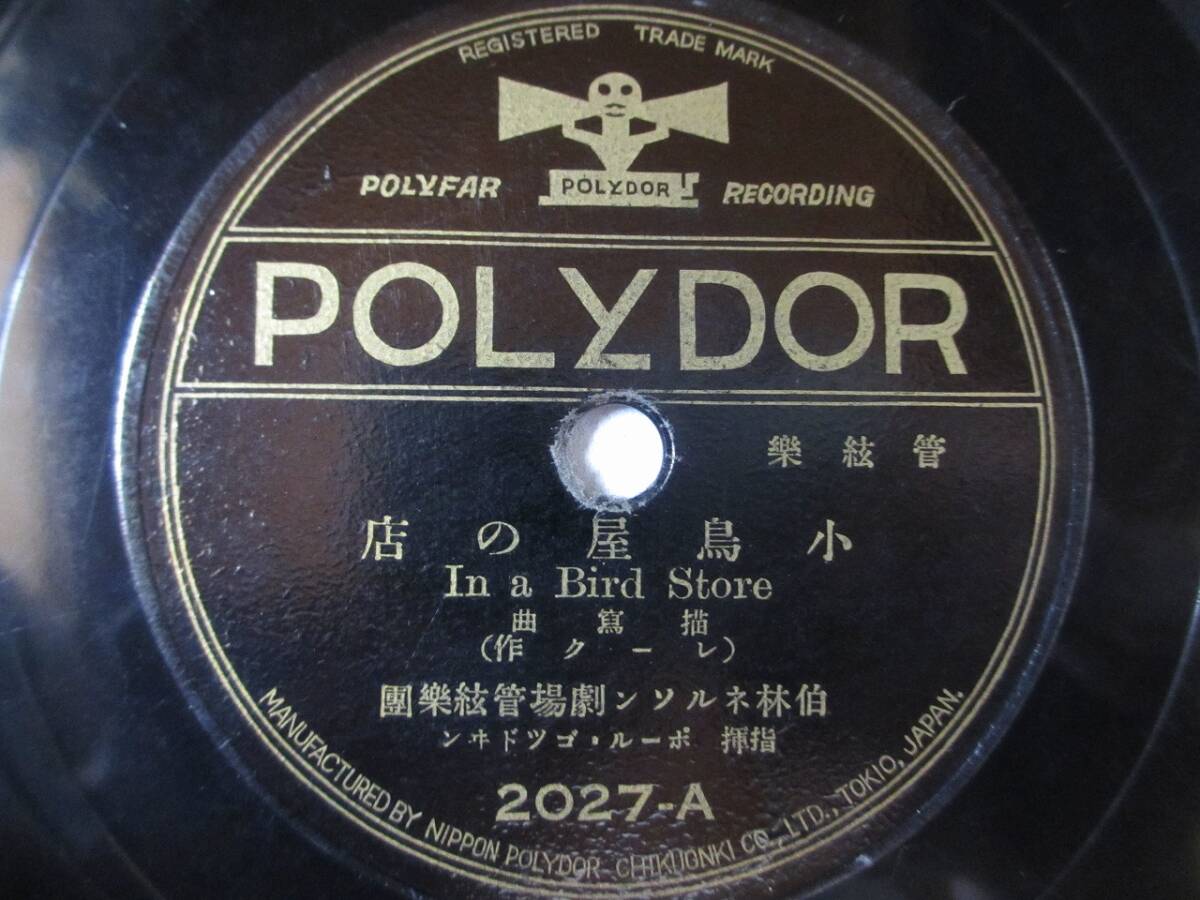 REGISTERED TRADE MARK
POLYFAR POLYDOR RECORDING
POLYDOR
管絃樂
小鳥屋の店
In a Bird Store
描寫曲
(レーク作)
伯林ネルソン劇場管絃樂團
指揮 ポール・ゴツドヰン
2027-A
MANUFACTURED BY NIPPON POLYDOR CHIKUONKI CO., LTD., TOKIO, JAPAN.